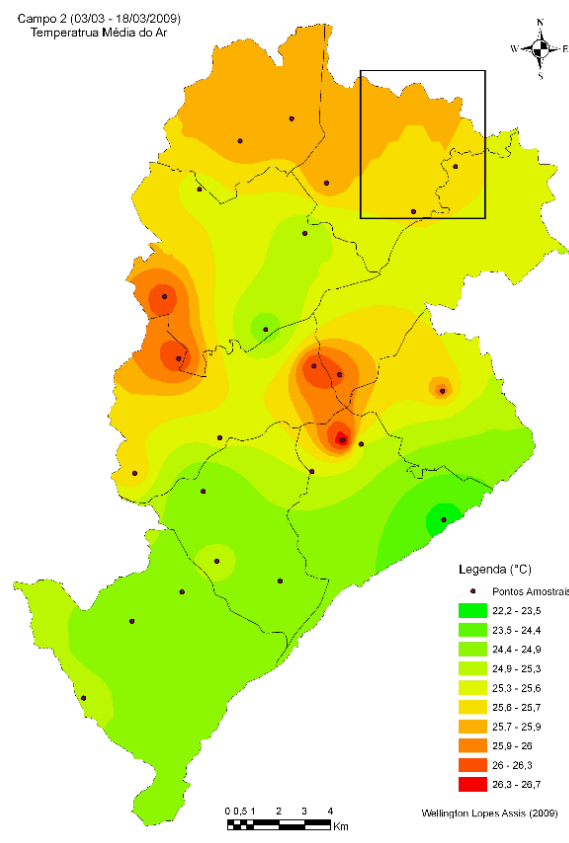 Campo 2 (03/03 - 18/03/2009)
Temperatrua Média do Ar
N
W E
S
Legenda (°C)
Pontos Amostrais
22,2 - 23,5
23,5 - 24,4
24,4 - 24,9
24,9 - 25,3
25,3 - 25,6
25,6 - 25,7
25,7 - 25,9
25,9 - 26
26 - 26,3
26,3 - 26,7
0 0,5 1 2 3 4
Km
Wellington Lopes Assis (2009)